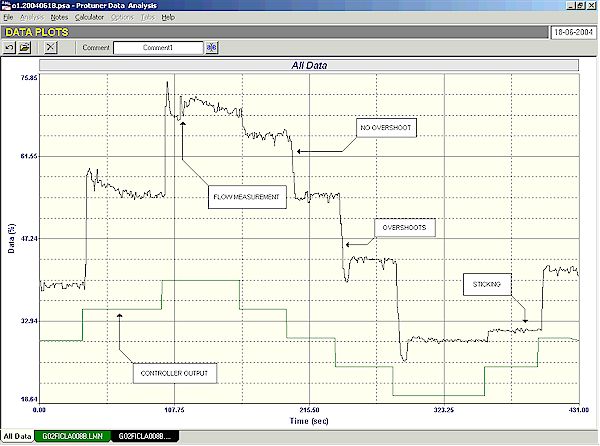 e1.20040618.psa - Protuner Data Analysis
File Analysis Notes Calculator Options Tabs Help
DATA PLOTS
18-06-2004
Comment Comment1
All Data
75.85
61.55
47.24
32.94
18.64
Data (%)
NO OVERSHOOT
FLOW MEASUREMENT
OVERSHOOTS
STICKING
CONTROLLER OUTPUT
0.00 107.75 215.50 323.25 431.00
Time (sec)
All Data G02FICLA008B.LNN G02FICLA008B....